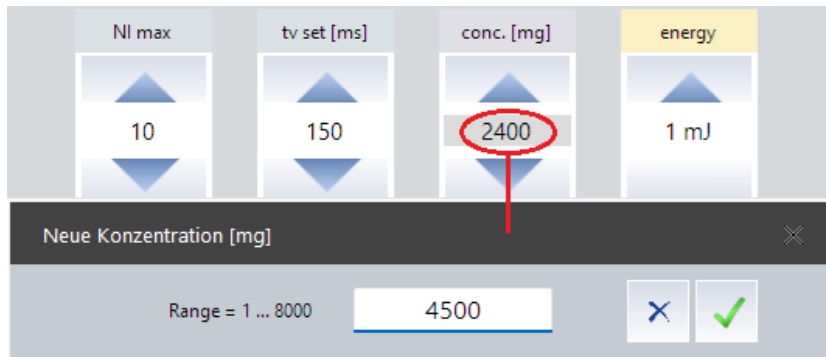 NI max
tv set [ms]
conc. [mg]
energy
10
150
2400
1 mJ
Neue Konzentration [mg]
Range = 1 ... 8000
4500